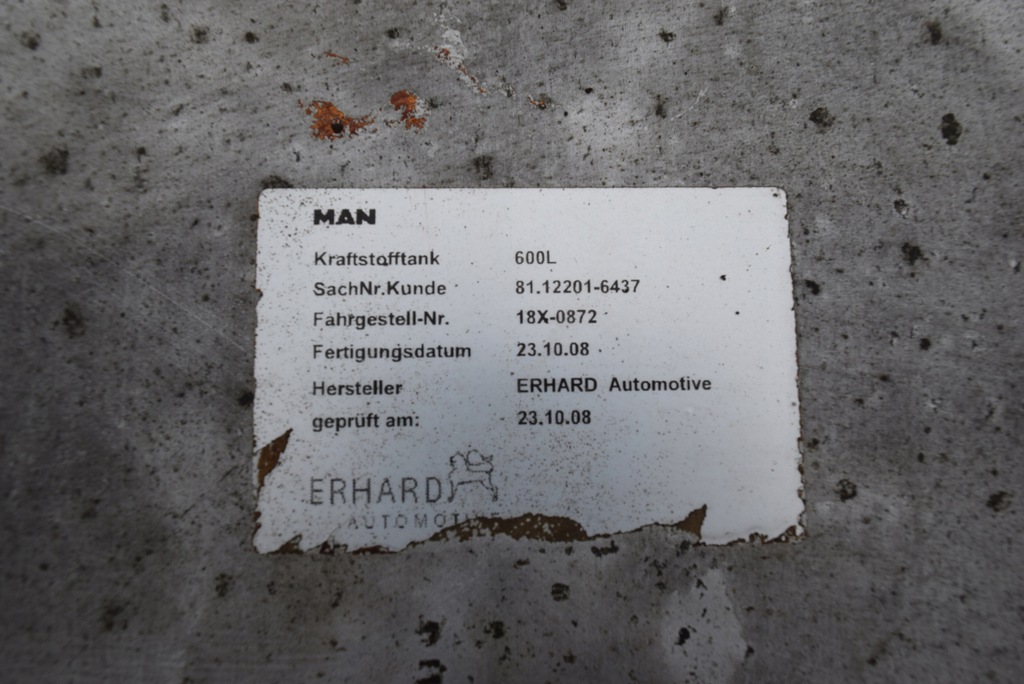 MAN
Kraftstofftank 600L
SachNr.Kunde 81.12201-6437
Fahrgestell-Nr. 18X-0872
Fertigungsdatum 23.10.08
Hersteller ERHARD Automotive
geprüft am: 23.10.08
ERHARD
AUTOMOTIVE